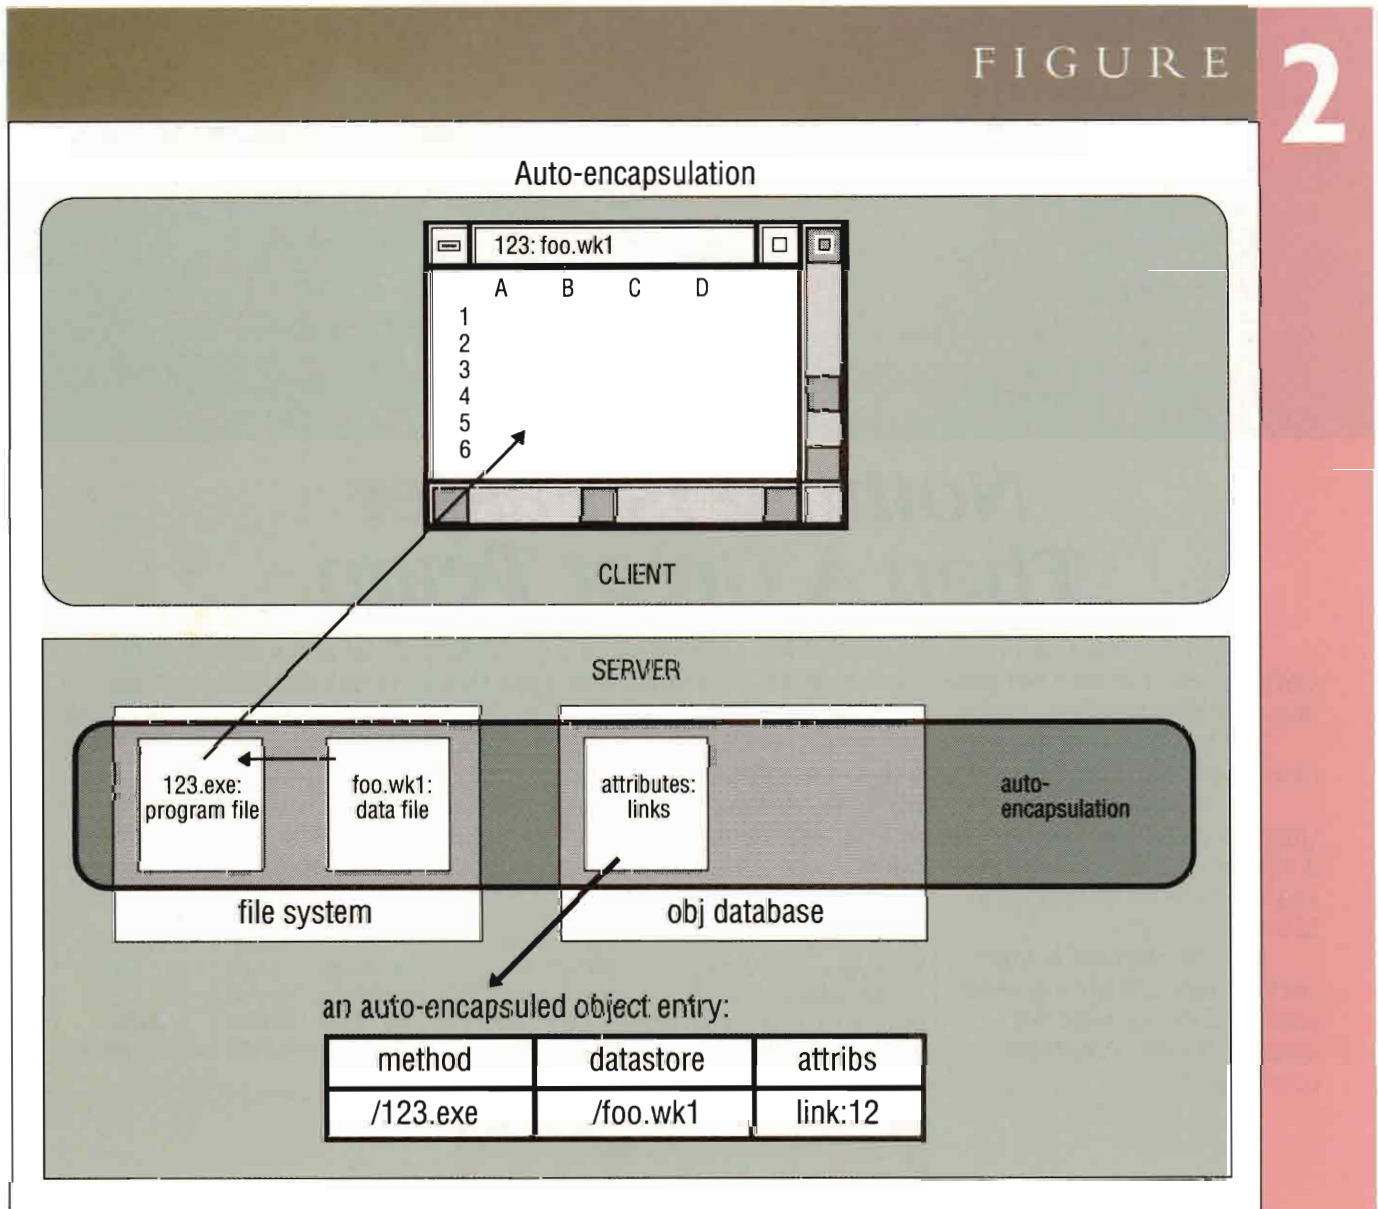 FIGURE 2
Auto-encapsulation
123: foo.wk1
A B C D
1
2
3
4
5
6
CLIENT
SERVER
123.exe:
program file
foo.wk1:
data file
attributes:
links
auto-
encapsulation
file system
obj database
an auto-encapsuled object entry:
method datastore attribs
/123.exe /foo.wk1 link:12